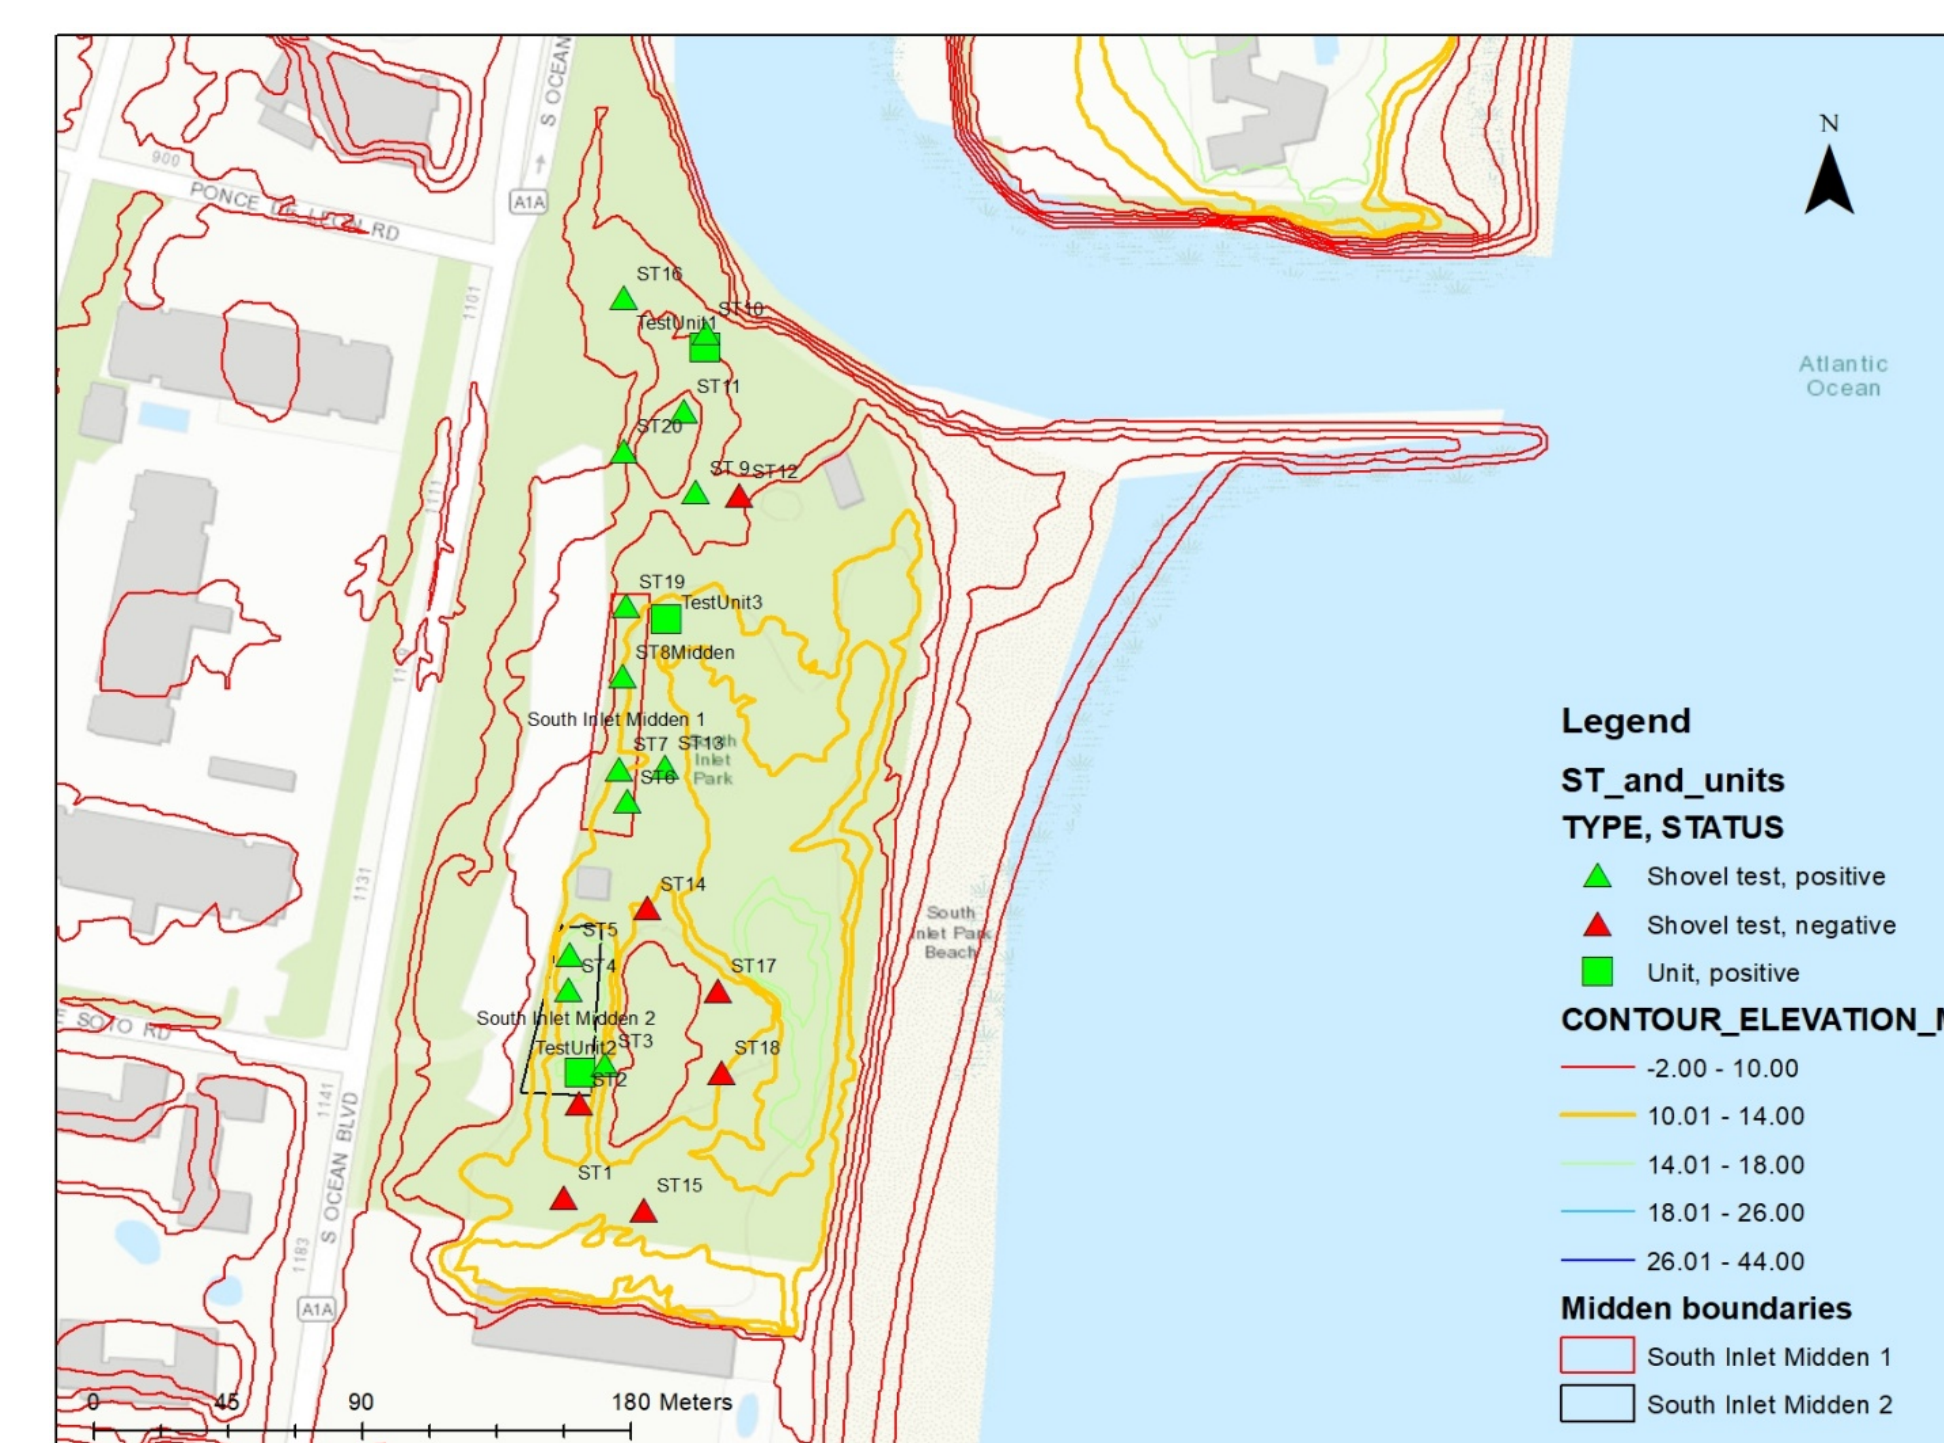 S OCEAN
900
PONCE DE LEON RD
A1A
N
1101
ST16
ST10
TestUnit1
Atlantic
Ocean
ST11
ST20
ST 9
ST12
1111
ST19
TestUnit3
ST8Midden
South Inlet Midden 1
ST7
ST13
South
Inlet
Park
ST6
Legend
ST_and_units
TYPE, STATUS
Shovel test, positive
Shovel test, negative
Unit, positive
CONTOUR_ELEVATION_M
-2.00 - 10.00
10.01 - 14.00
14.01 - 18.00
18.01 - 26.00
26.01 - 44.00
Midden boundaries
South Inlet Midden 1
South Inlet Midden 2
1131
ST14
South
Inlet Park
Beach
ST5
ST4
ST17
South Inlet Midden 2
SOTO RD
TestUnit2
ST3
ST18
ST2
1141
S OCEAN BLVD
ST1
ST15
1183
A1A
0 45 90 180 Meters